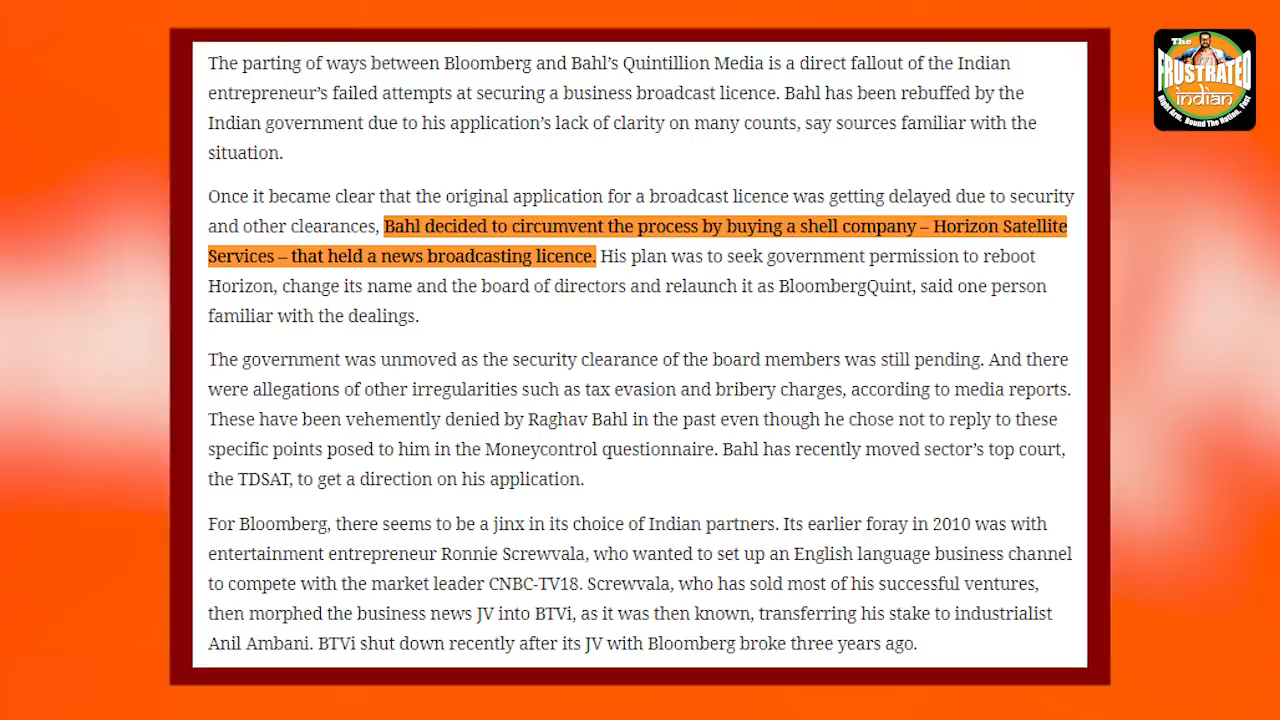 The parting of ways between Bloomberg and Bahl’s Quintillion Media is a direct fallout of the Indian
entrepreneur’s failed attempts at securing a business broadcast licence. Bahl has been rebuffed by the
Indian government due to his application’s lack of clarity on many counts, say sources familiar with the
situation.
Once it became clear that the original application for a broadcast licence was getting delayed due to security
and other clearances, Bahl decided to circumvent the process by buying a shell company – Horizon Satellite
Services – that held a news broadcasting licence. His plan was to seek government permission to reboot
Horizon, change its name and the board of directors and relaunch it as BloombergQuint, said one person
familiar with the dealings.
The government was unmoved as the security clearance of the board members was still pending. And there
were allegations of other irregularities such as tax evasion and bribery charges, according to media reports.
These have been vehemently denied by Raghav Bahl in the past even though he chose not to reply to these
specific points posed to him in the Moneycontrol questionnaire. Bahl has recently moved sector’s top court,
the TDSAT, to get a direction on his application.
For Bloomberg, there seems to be a jinx in its choice of Indian partners. Its earlier foray in 2010 was with
entertainment entrepreneur Ronnie Screwvala, who wanted to set up an English language business channel
to compete with the market leader CNBC-TV18. Screwvala, who has sold most of his successful ventures,
then morphed the business news JV into BTVi, as it was then known, transferring his stake to industrialist
Anil Ambani. BTVi shut down recently after its JV with Bloomberg broke three years ago.
The
FRUSTRATED
indian
Right Arm, Round The Nation, Fast